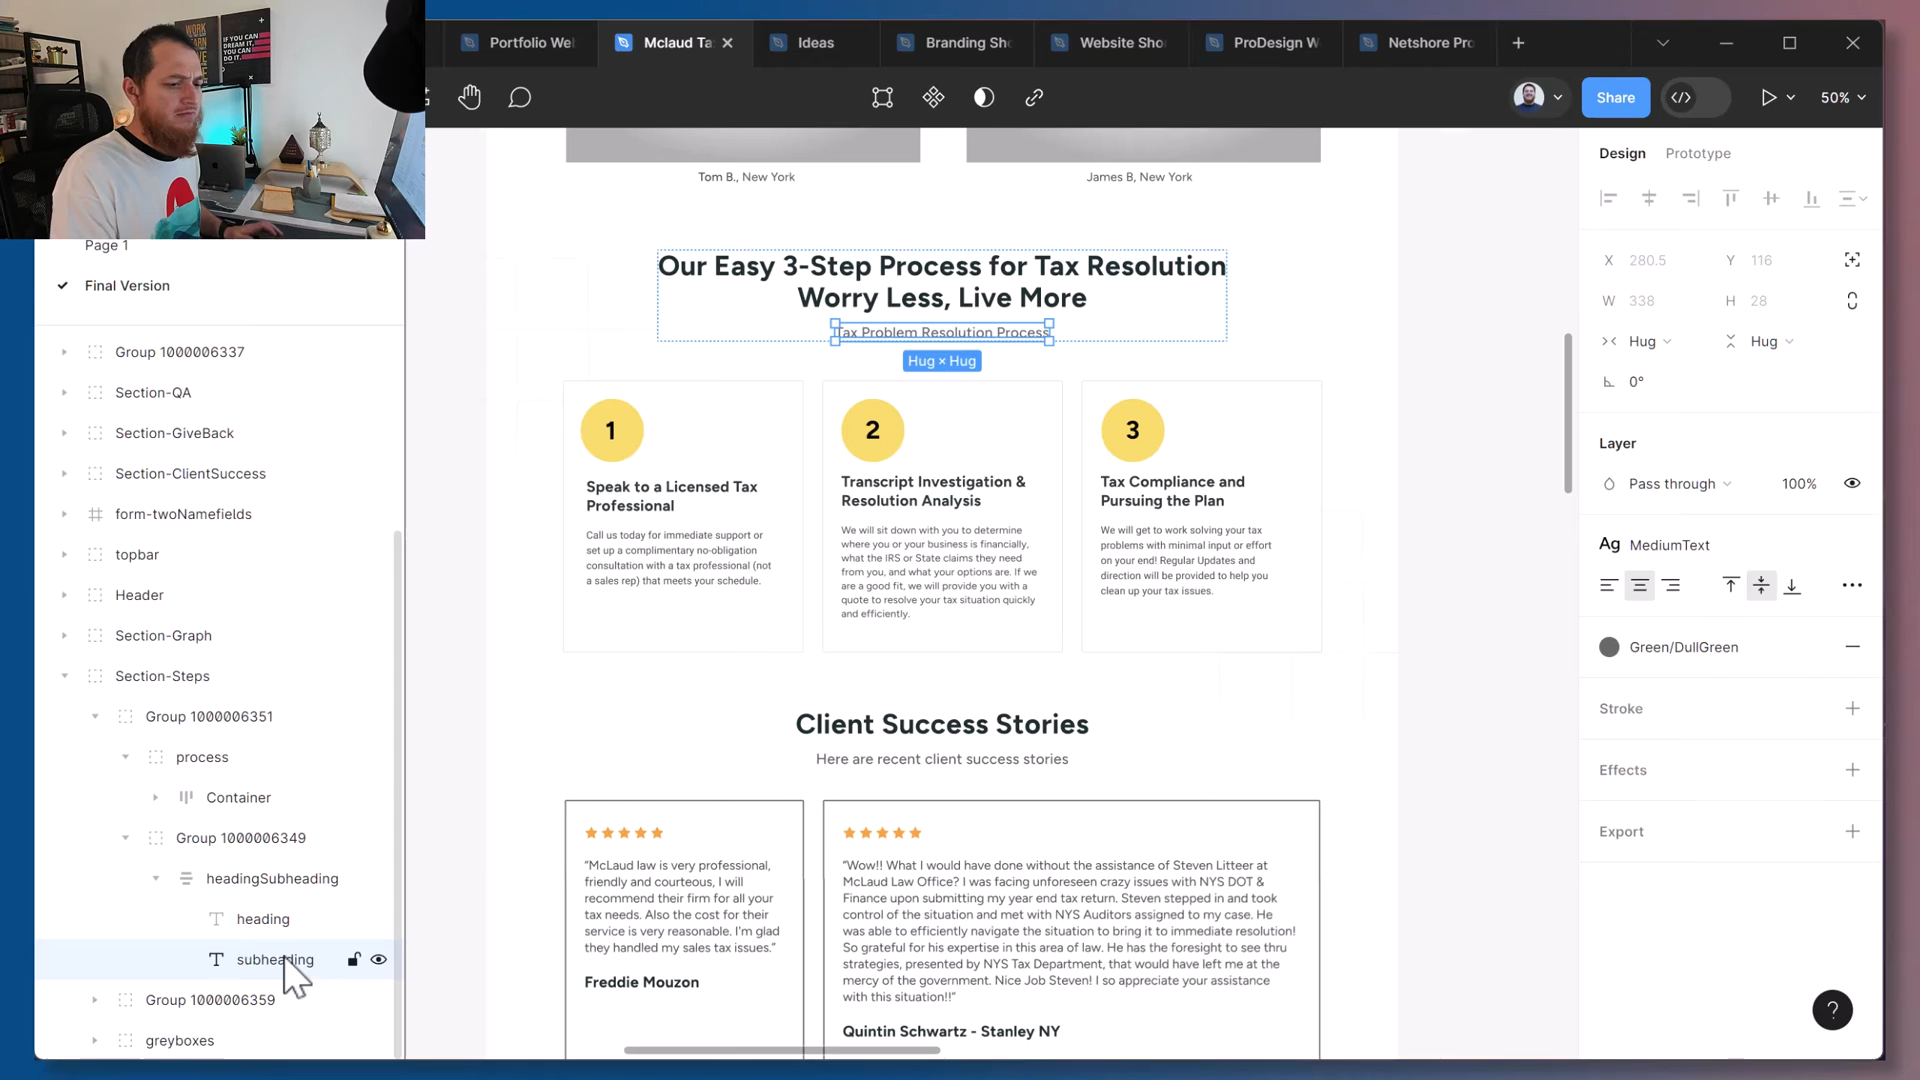 WORK
IF YOU CAN
DREAM IT,
YOU CAN
DO IT.
Portfolio We
Mclaud Ta
Ideas
Branding Sh
Website Sho
ProDesign W
Netshore Pro
Share
50%
Page 1
Final Version
Group 1000006337
Section-QA
Section-GiveBack
Section-ClientSuccess
form-twoNamefields
topbar
Header
Section-Graph
Section-Steps
Group 1000006351
process
Container
Group 1000006349
headingSubheading
heading
subheading
Group 1000006359
greyboxes
Tom B., New York
James B, New York
Our Easy 3-Step Process for Tax Resolution
Worry Less, Live More
Tax Problem Resolution Process
Hug × Hug
1
Speak to a Licensed Tax
Professional
Call us today for immediate support or
set up a complimentary no-obligation
consultation with a tax professional (not
a sales rep) that meets your schedule.
2
Transcript Investigation &
Resolution Analysis
We will sit down with you to determine
where you or your business is financially,
what the IRS or State claims they need
from you, and what your options are. If we
are a good fit, we will provide you with a
quote to resolve your tax situation quickly
and efficiently.
3
Tax Compliance and
Pursuing the Plan
We will get to work solving your tax
problems with minimal input or effort
on your end! Regular Updates and
direction will be provided to help you
clean up your tax issues.
Client Success Stories
Here are recent client success stories
"McLaud law is very professional,
friendly and courteous, I will
recommend their firm for all your
tax needs. Also the cost for their
service is very reasonable. I'm glad
they handled my sales tax issues."
Freddie Mouzon
"Wow!! What I would have done without the assistance of Steven Litteer at
McLaud Law Office? I was facing unforeseen crazy issues with NYS DOT &
Finance upon submitting my year end tax return. Steven stepped in and took
control of the situation and met with NYS Auditors assigned to my case. He
was able to efficiently navigate the situation to bring it to immediate resolution!
So grateful for his expertise in this area of law. He has the foresight to see thru
strategies, presented by NYS Tax Department, that would have left me at the
mercy of the government. Nice Job Steven! I so appreciate your assistance
with this situation!!"
Quintin Schwartz - Stanley NY
Design
Prototype
X 280.5
Y 116
W 338
H 28
Hug
Hug
0°
Layer
Pass through
100%
Ag MediumText
Green/DullGreen
Stroke
Effects
Export
?